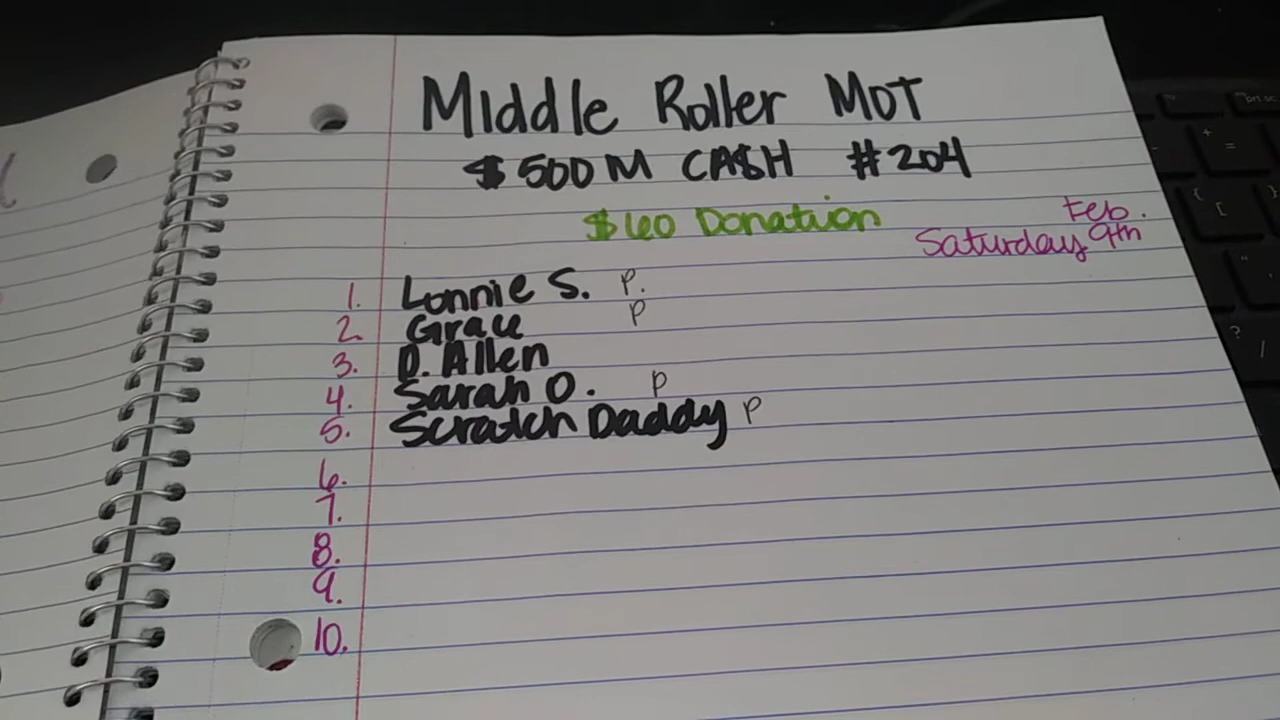 Middle Roller MOT
$500M CA$H #204
$60 Donation
Feb.
Saturday 9th
1. Lonnie S. P.
2. Grace P
3. D. Allen
4. Sarah O. P
5. Scratch Daddy P
6.
7.
8.
9.
10.